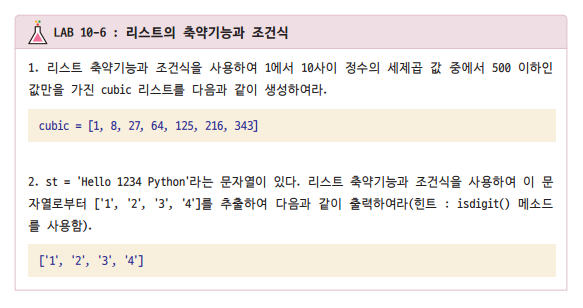 LAB 10-6 : 리스트의 축약기능과 조건식
1. 리스트 축약기능과 조건식을 사용하여 1에서 10사이 정수의 세제곱 값 중에서 500 이하인
값만을 가진 cubic 리스트를 다음과 같이 생성하여라.
cubic = [1, 8, 27, 64, 125, 216, 343]
2. st = 'Hello 1234 Python'라는 문자열이 있다. 리스트 축약기능과 조건식을 사용하여 이 문
자열로부터 ['1', '2', '3', '4']를 추출하여 다음과 같이 출력하여라(힌트 : isdigit() 메소드
를 사용함).
['1', '2', '3', '4']